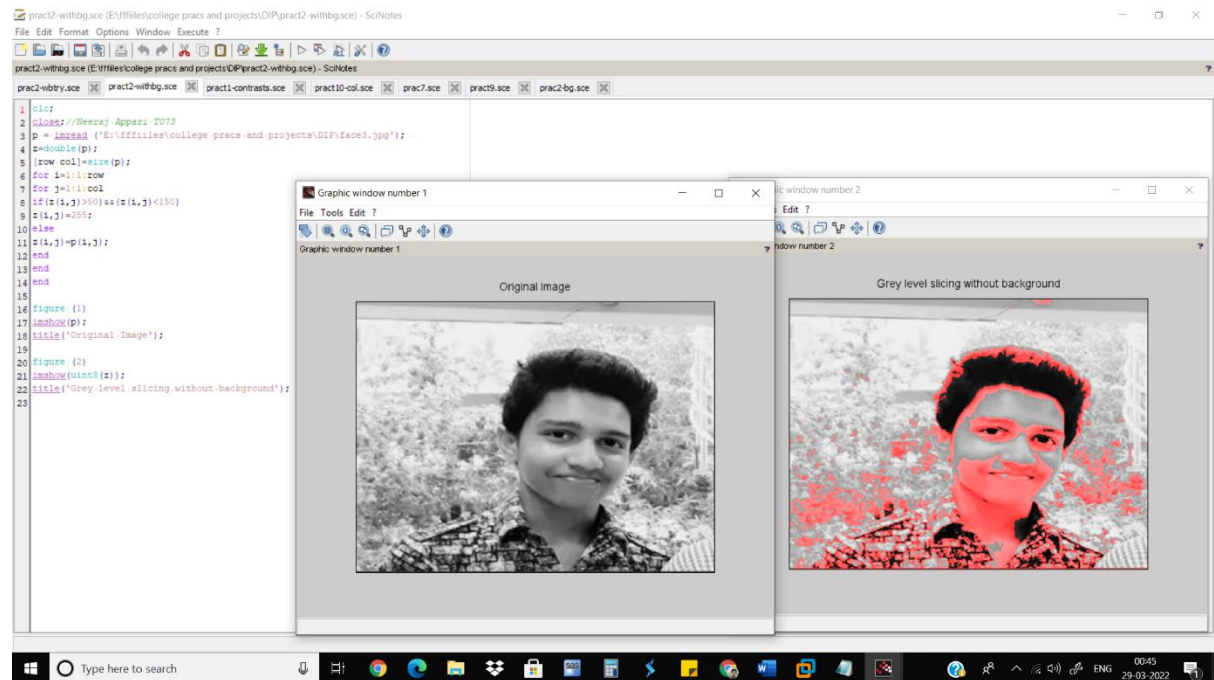 pract2-withbg.sce (E:\ffffiles\college pracs and projects\DIP\pract2-withbg.sce) - SciNotes
File Edit Format Options Window Execute ?
pract2-withbg.sce (E:\ffffiles\college pracs and projects\DIP\pract2-withbg.sce) - SciNotes
prac2-wbtry.sce pract2-withbg.sce pract1-contrasts.sce pract10-col.sce prac7.sce pract9.sce prac2-bg.sce
1 clc;
2 close;//Neeraj Appari T073
3 p = imread ('E:\fffiiles\college pracs and projects\DIP\face3.jpg');
4 z=double(p);
5 [row col]=size(p);
6 for i=1:1:row
7 for j=1:1:col
8 if(z(i,j)>50)&&(z(i,j)<150)
9 z(i,j)=255;
10 else
11 z(i,j)=p(i,j);
12 end
13 end
14 end
15
16 figure (1)
17 imshow(p);
18 title('Original Image');
19
20 figure (2)
21 imshow(uint8(z));
22 title('Grey level slicing without background');
23
Graphic window number 1
File Tools Edit ?
Graphic window number 1
Original Image
ic window number 2
Edit ?
ndow number 2
Grey level slicing without background
Type here to search
sas
ENG
00:45
29-03-2022